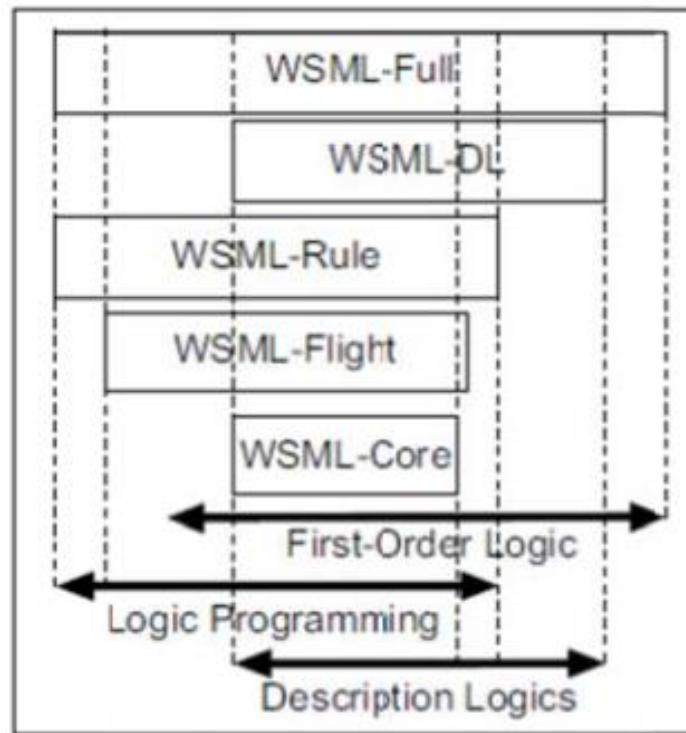 WSML-Full
WSML-DL
WSML-Rule
WSML-Flight
WSML-Core
First-Order Logic
Logic Programming
Description Logics